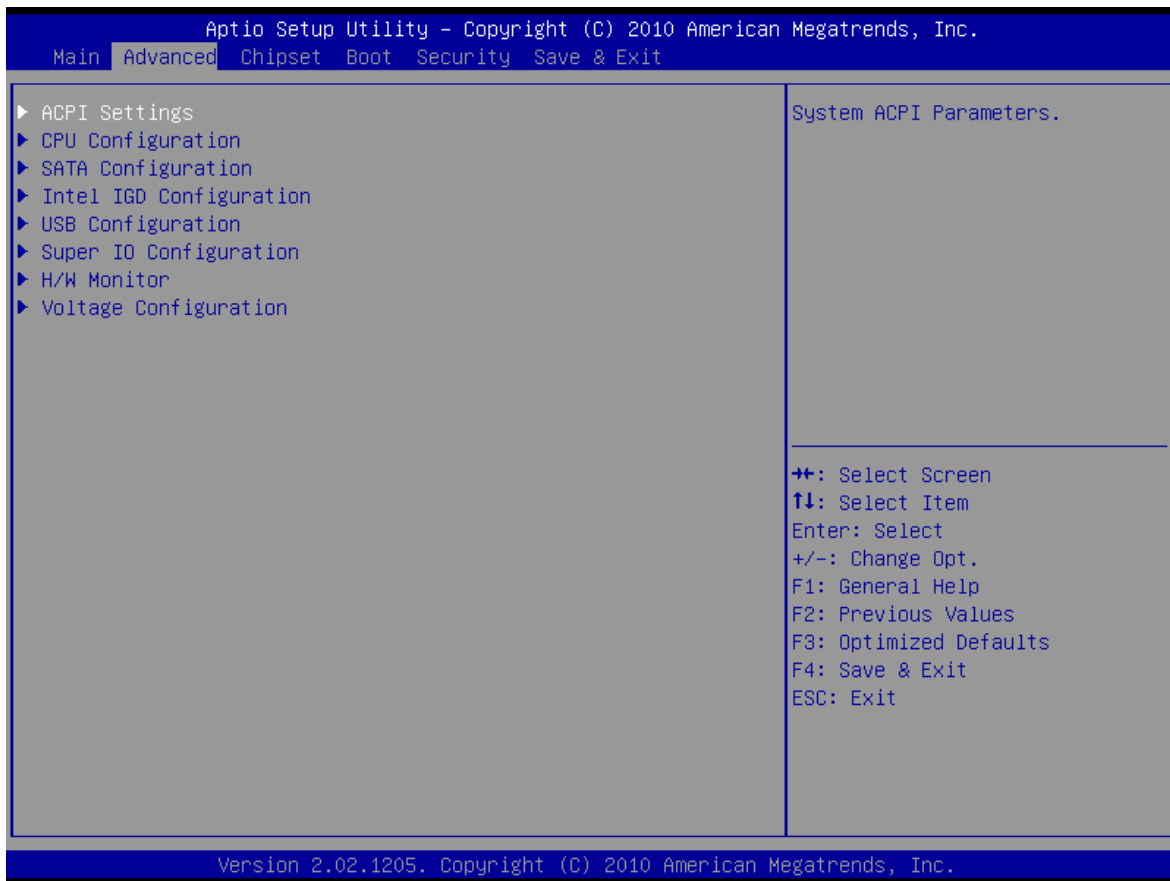 Aptio Setup Utility – Copyright (C) 2010 American Megatrends, Inc.
Main Advanced Chipset Boot Security Save & Exit
▶ ACPI Settings
▶ CPU Configuration
▶ SATA Configuration
▶ Intel IGD Configuration
▶ USB Configuration
▶ Super IO Configuration
▶ H/W Monitor
▶ Voltage Configuration
System ACPI Parameters.
→←: Select Screen
↑↓: Select Item
Enter: Select
+/-: Change Opt.
F1: General Help
F2: Previous Values
F3: Optimized Defaults
F4: Save & Exit
ESC: Exit
Version 2.02.1205. Copyright (C) 2010 American Megatrends, Inc.